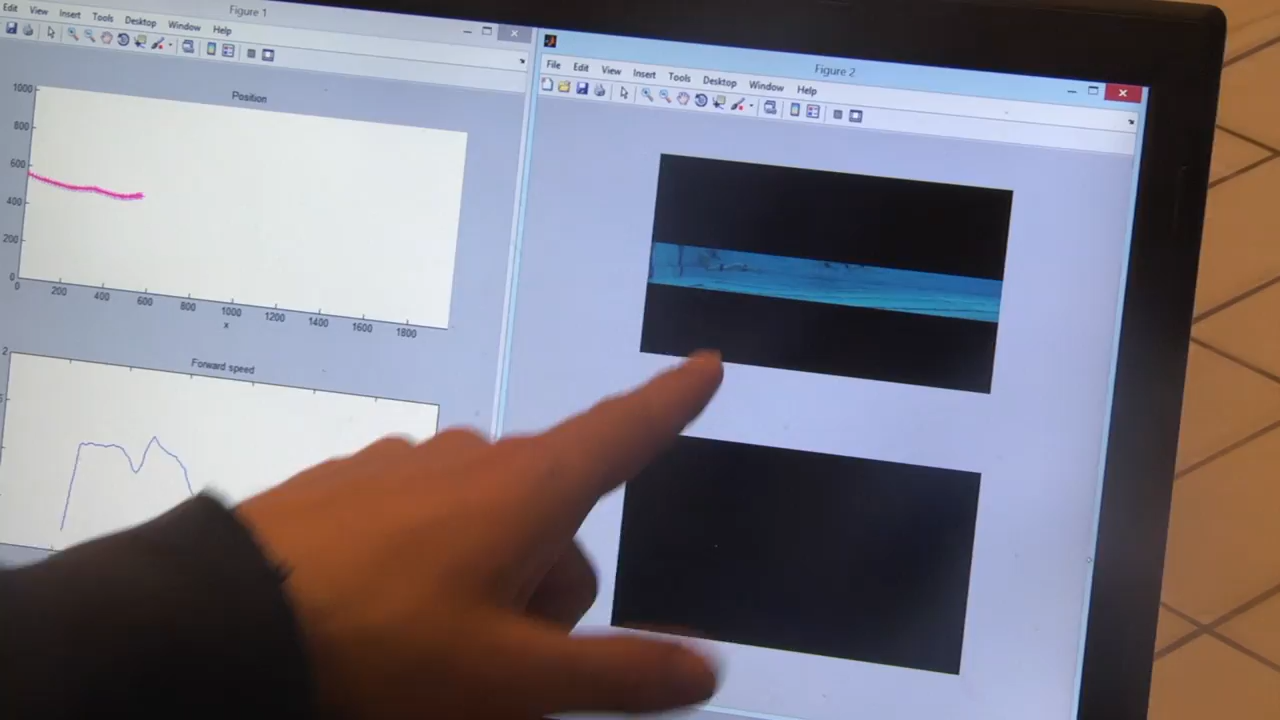 Figure 1
Edit View Insert Tools Desktop Window Help
Position
1000
800
600
400
200
0
0 200 400 600 800 1000 1200 1400 1600 1800
x
Forward speed
2
Figure 2
File Edit View Insert Tools Desktop Window Help